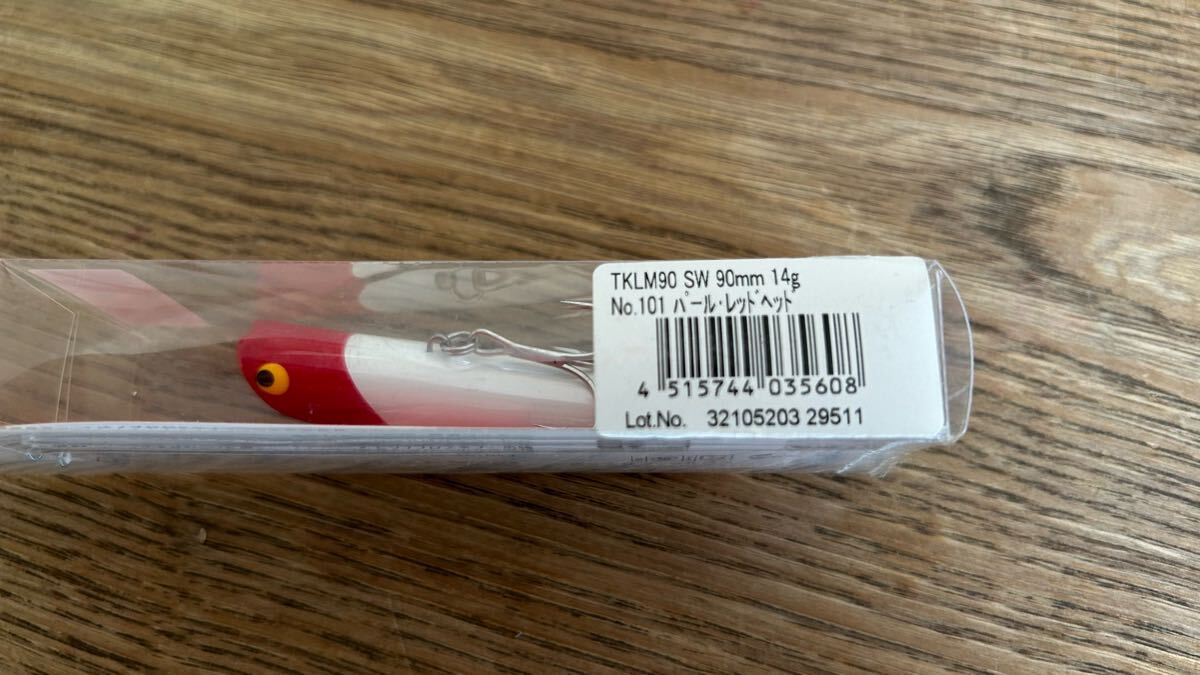 TKLM90 SW 90mm 14g
No.101 ﾊﾟｰﾙ･ﾚｯﾄﾞﾍｯﾄﾞ
4 515744 035608
Lot.No. 32105203 29511